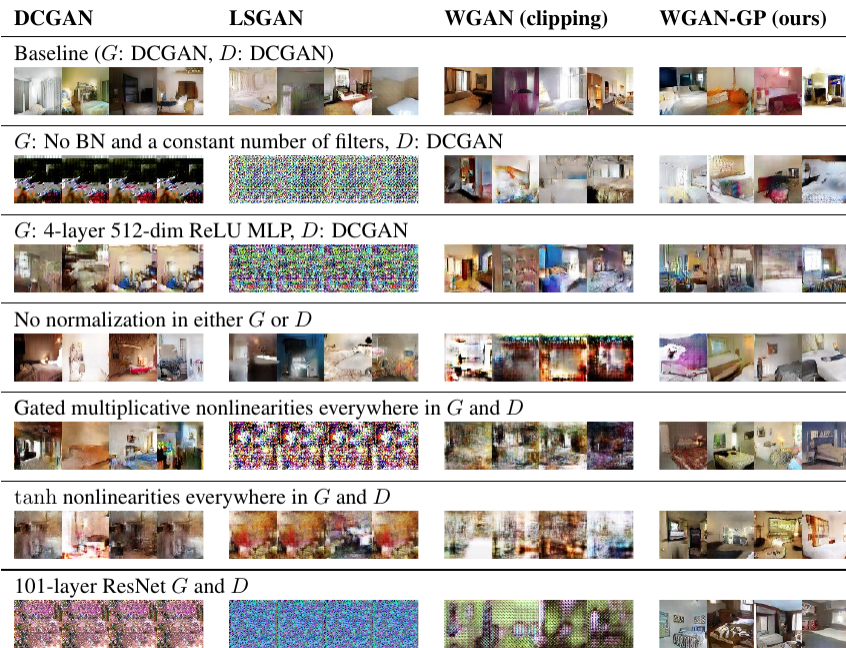 DCGAN LSGAN WGAN (clipping) WGAN-GP (ours)
Baseline (G: DCGAN, D: DCGAN)
G: No BN and a constant number of filters, D: DCGAN
G: 4-layer 512-dim ReLU MLP, D: DCGAN
No normalization in either G or D
Gated multiplicative nonlinearities everywhere in G and D
tanh nonlinearities everywhere in G and D
101-layer ResNet G and D